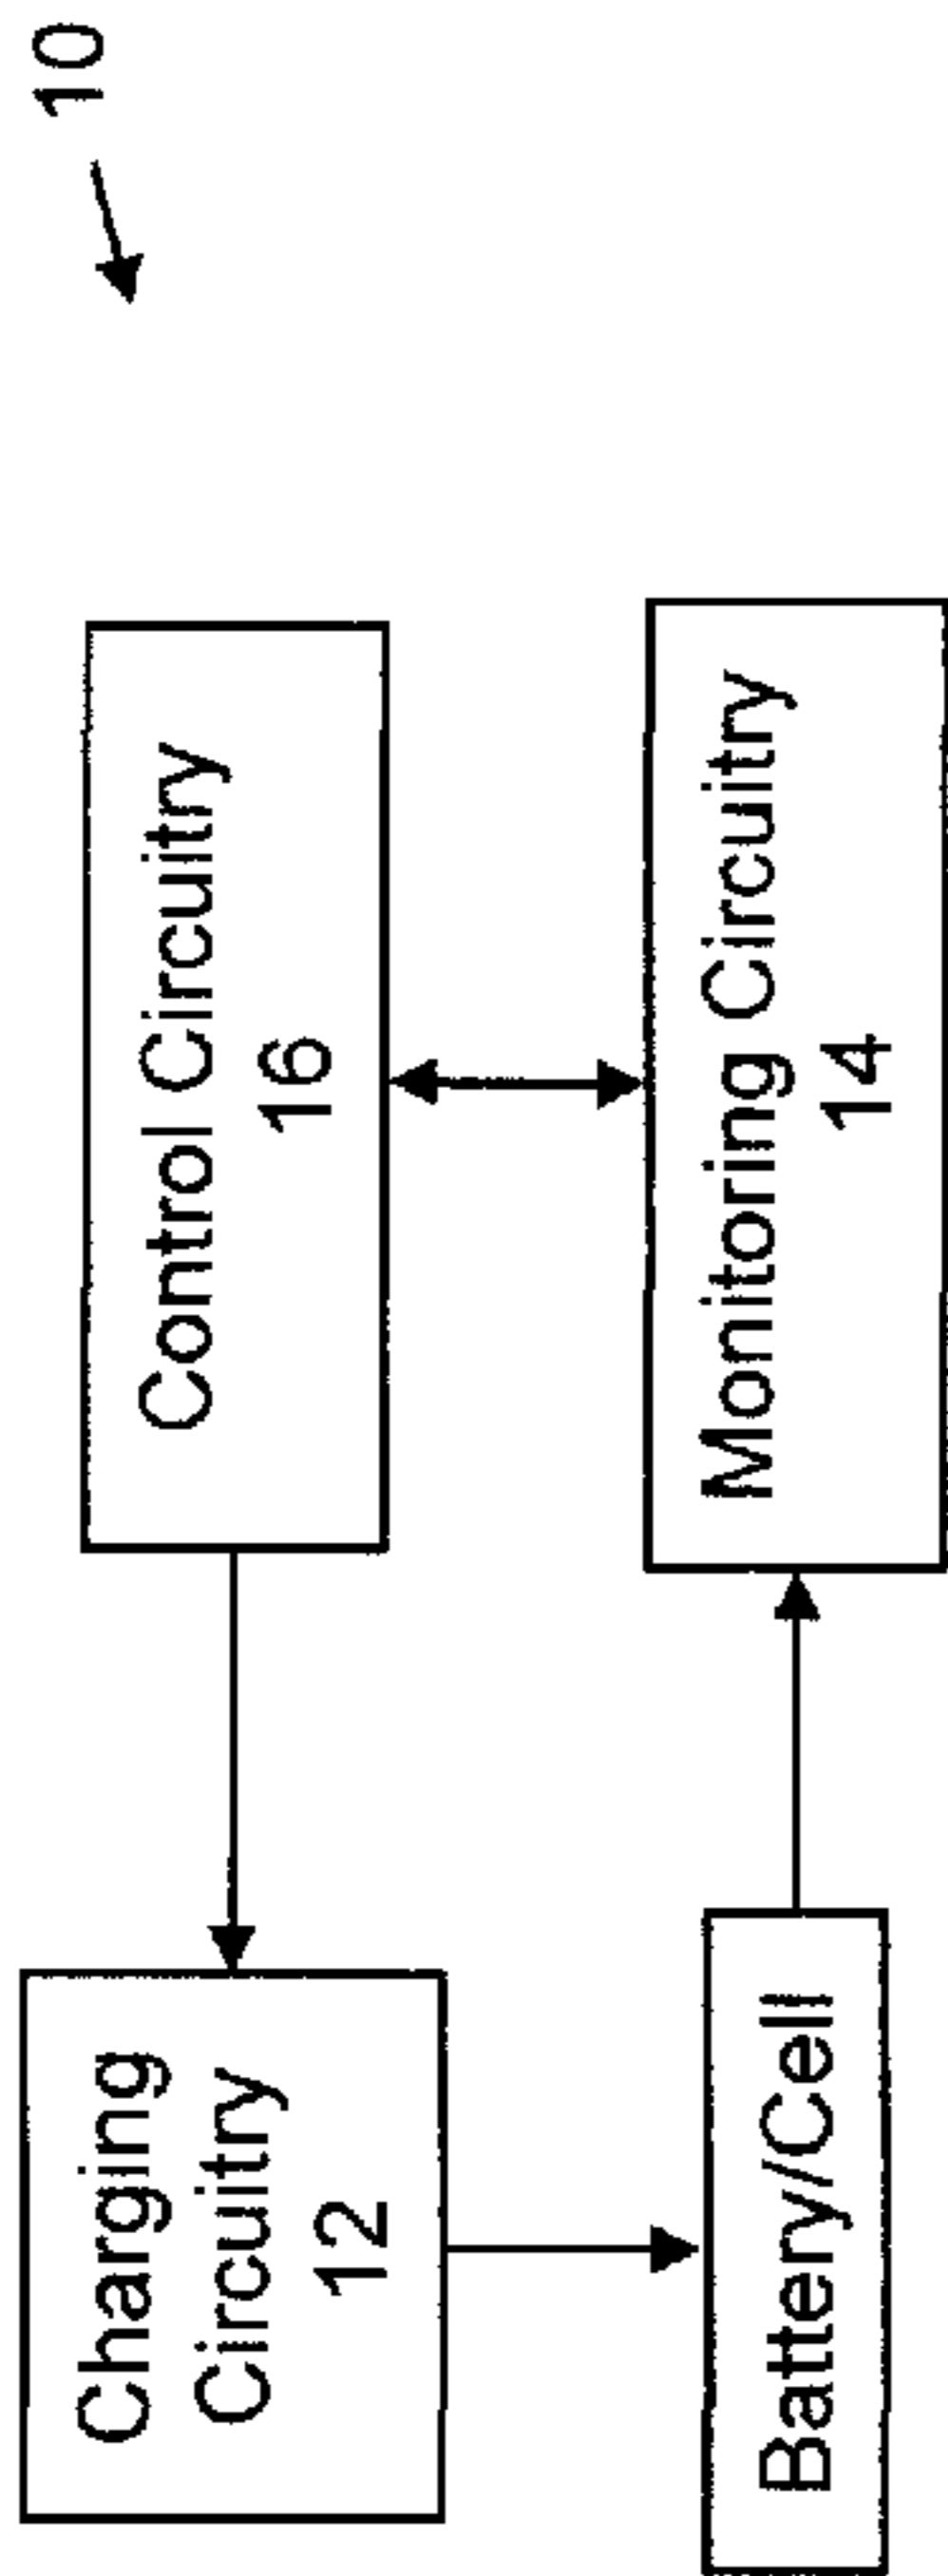 10
Charging
Circuitry
12
Control Circuitry
16
Battery/Cell
Monitoring Circuitry
14